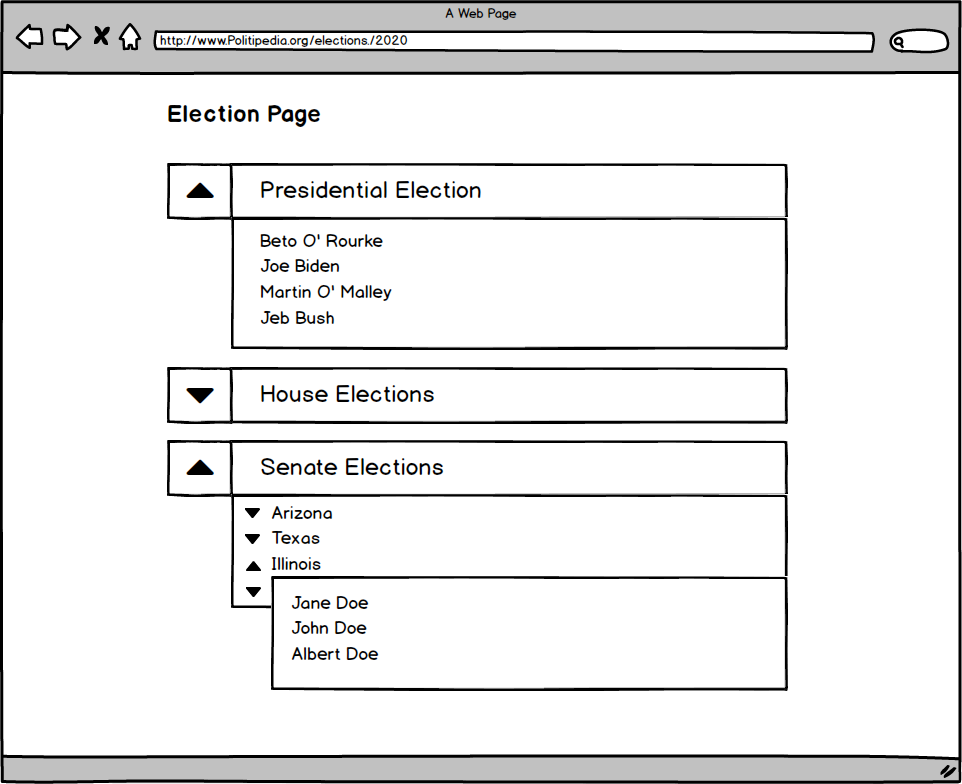 A Web Page
http://www.Politipedia.org/elections./2020
Election Page
Presidential Election
Beto O' Rourke
Joe Biden
Martin O' Malley
Jeb Bush
House Elections
Senate Elections
Arizona
Texas
Illinois
Jane Doe
John Doe
Albert Doe